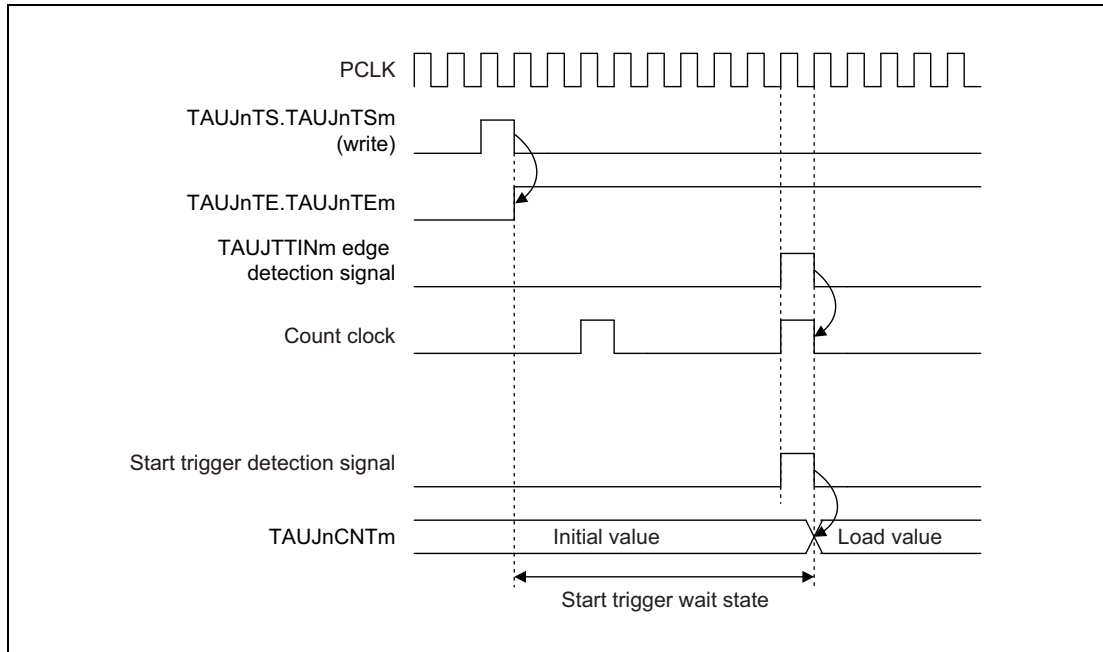 PCLK
TAUJnTS.TAUJnTSm
(write)
TAUJnTE.TAUJnTEm
TAUJTTINm edge
detection signal
Count clock
Start trigger detection signal
TAUJnCNTm
Initial value
Load value
Start trigger wait state